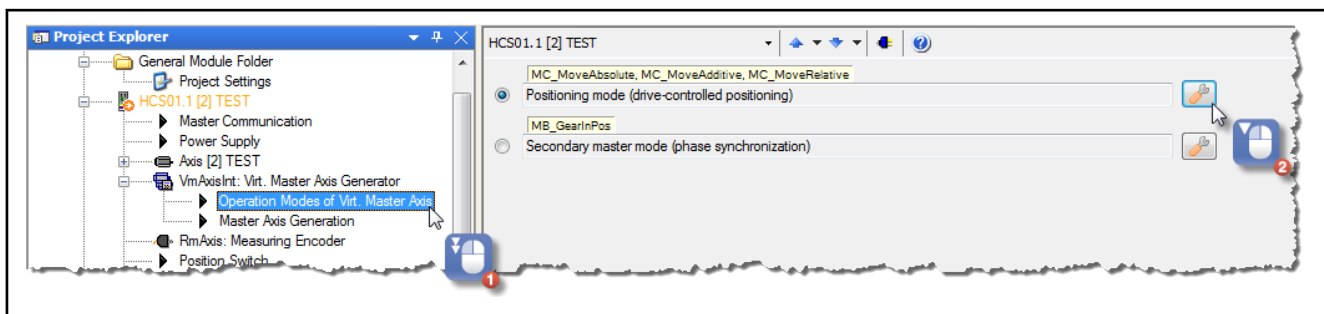 Project Explorer
General Module Folder
Project Settings
HCS01.1 [2] TEST
Master Communication
Power Supply
Axis [2] TEST
VmAxisInt: Virt. Master Axis Generator
Operation Modes of Virt. Master Axis
Master Axis Generation
RmAxis: Measuring Encoder
Position Switch
1
HCS01.1 [2] TEST
MC_MoveAbsolute, MC_MoveAdditive, MC_MoveRelative
Positioning mode (drive-controlled positioning)
MB_GearInPos
Secondary master mode (phase synchronization)
2